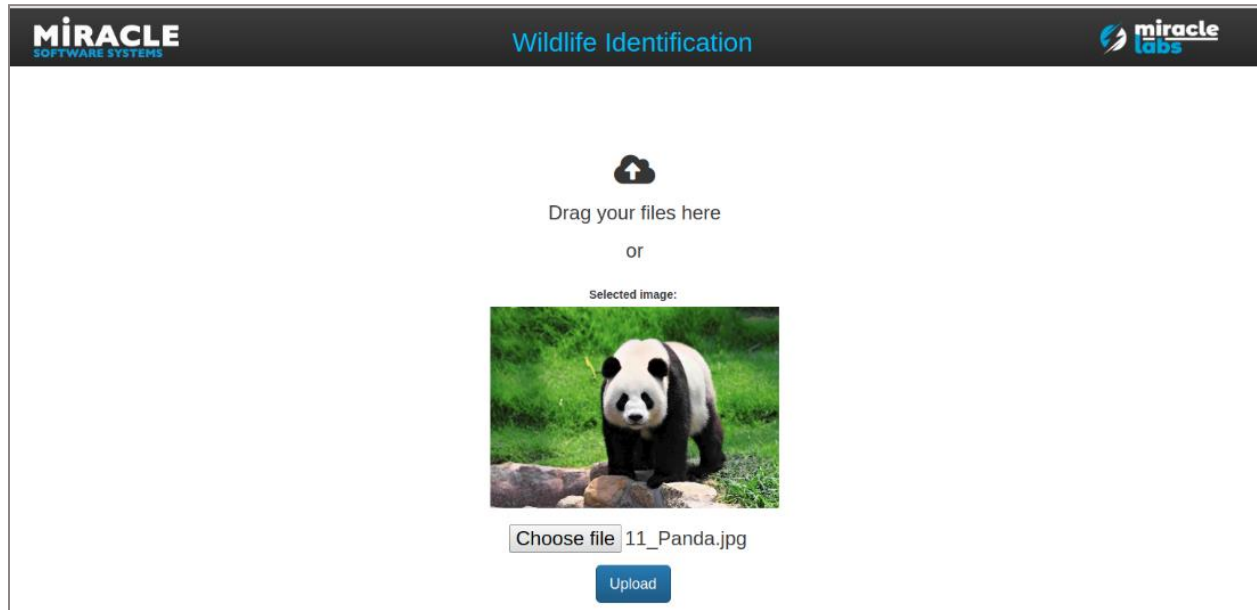 MiRACLE
SOFTWARE SYSTEMS
Wildlife Identification
miracle
labs
Drag your files here
or
Selected image:
Choose file 11_Panda.jpg
Upload